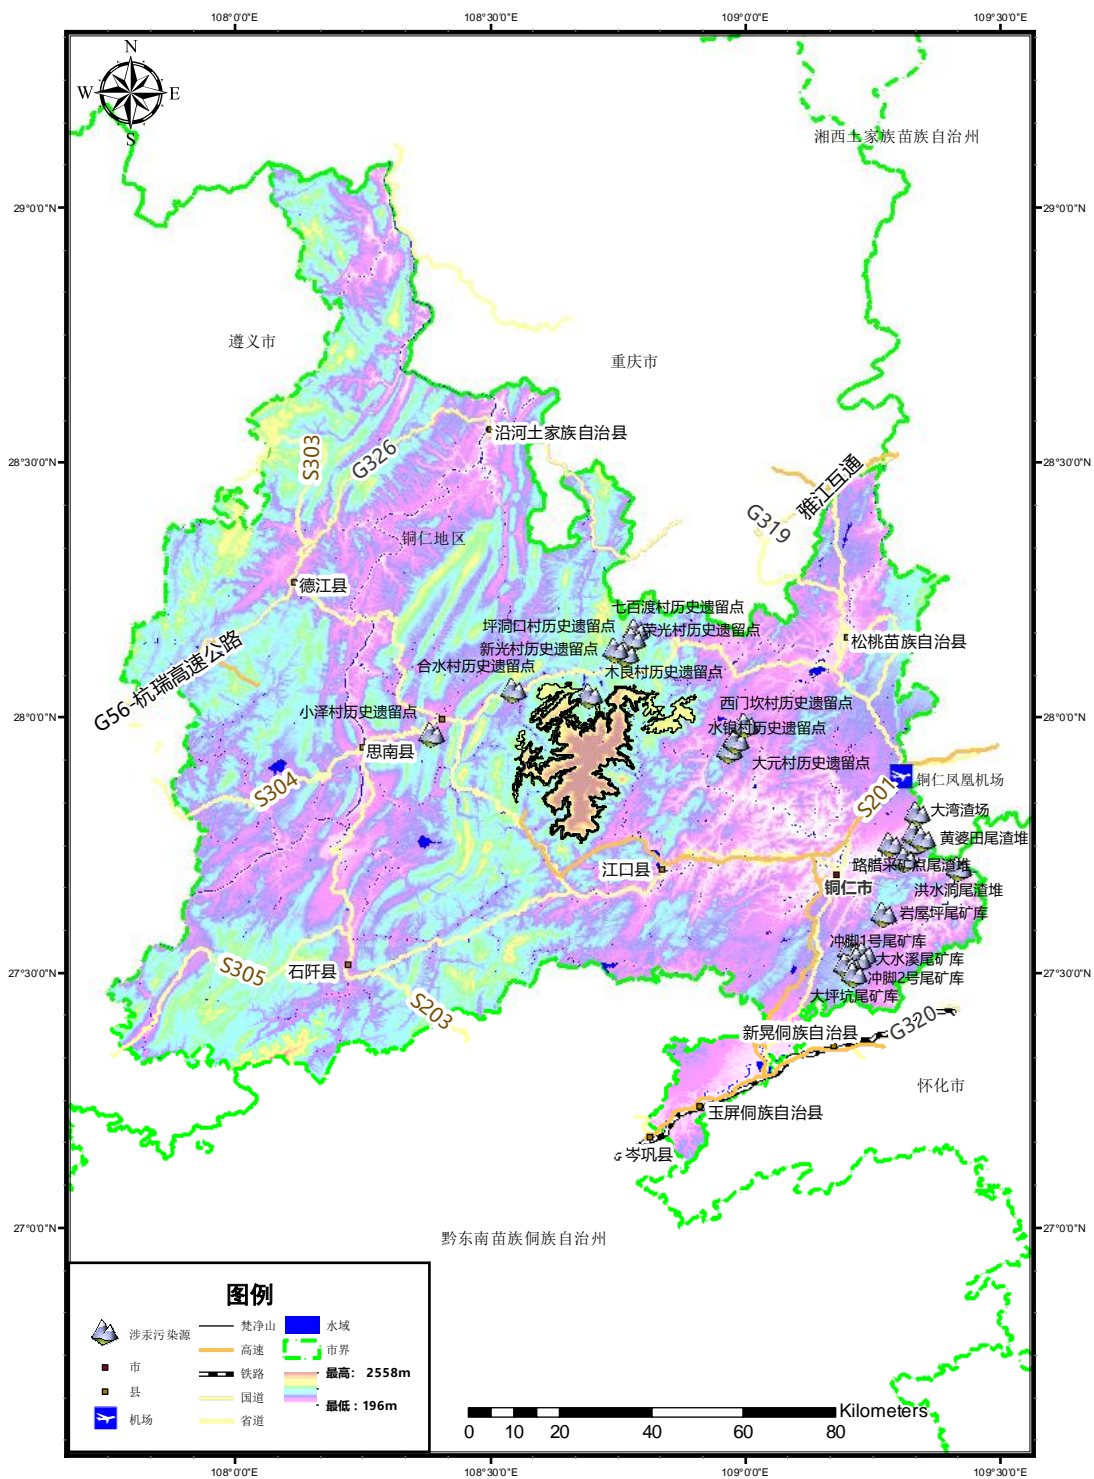 108°0'0"E
108°30'0"E
109°0'0"E
109°30'0"E
N
W
E
S
湘西土家族苗族自治州
29°0'0"N
29°0'0"N
遵义市
重庆市
沿河土家族自治县
S303
G326
28°30'0"N
28°30'0"N
雅江互通
G319
铜仁地区
德江县
七百渡村历史遗留点
坪洞口村历史遗留点
荣光村历史遗留点
新光村历史遗留点
松桃苗族自治县
合水村历史遗留点
木良村历史遗留点
G56-杭瑞高速公路
西门坎村历史遗留点
小泽村历史遗留点
28°0'0"N
28°0'0"N
水银村历史遗留点
思南县
大元村历史遗留点
铜仁凤凰机场
S304
S201
大湾渣场
黄婆田尾渣堆
路腊采矿点尾渣堆
江口县
铜仁市
洪水洞尾渣堆
岩屋坪尾矿库
冲脚1号尾矿库
大水溪尾矿库
石阡县
S305
27°30'0"N
27°30'0"N
冲脚2号尾矿库
大坪坑尾矿库
S203
G320
新晃侗族自治县
怀化市
玉屏侗族自治县
岑巩县
27°0'0"N
27°0'0"N
黔东南苗族侗族自治州
图例
涉汞污染源
梵净山
水域
高速
市界
市
铁路
最高： 2558m
县
国道
最低：196m
机场
省道
Kilometers
0
10
20
40
60
80
108°0'0"E
108°30'0"E
109°0'0"E
109°30'0"E